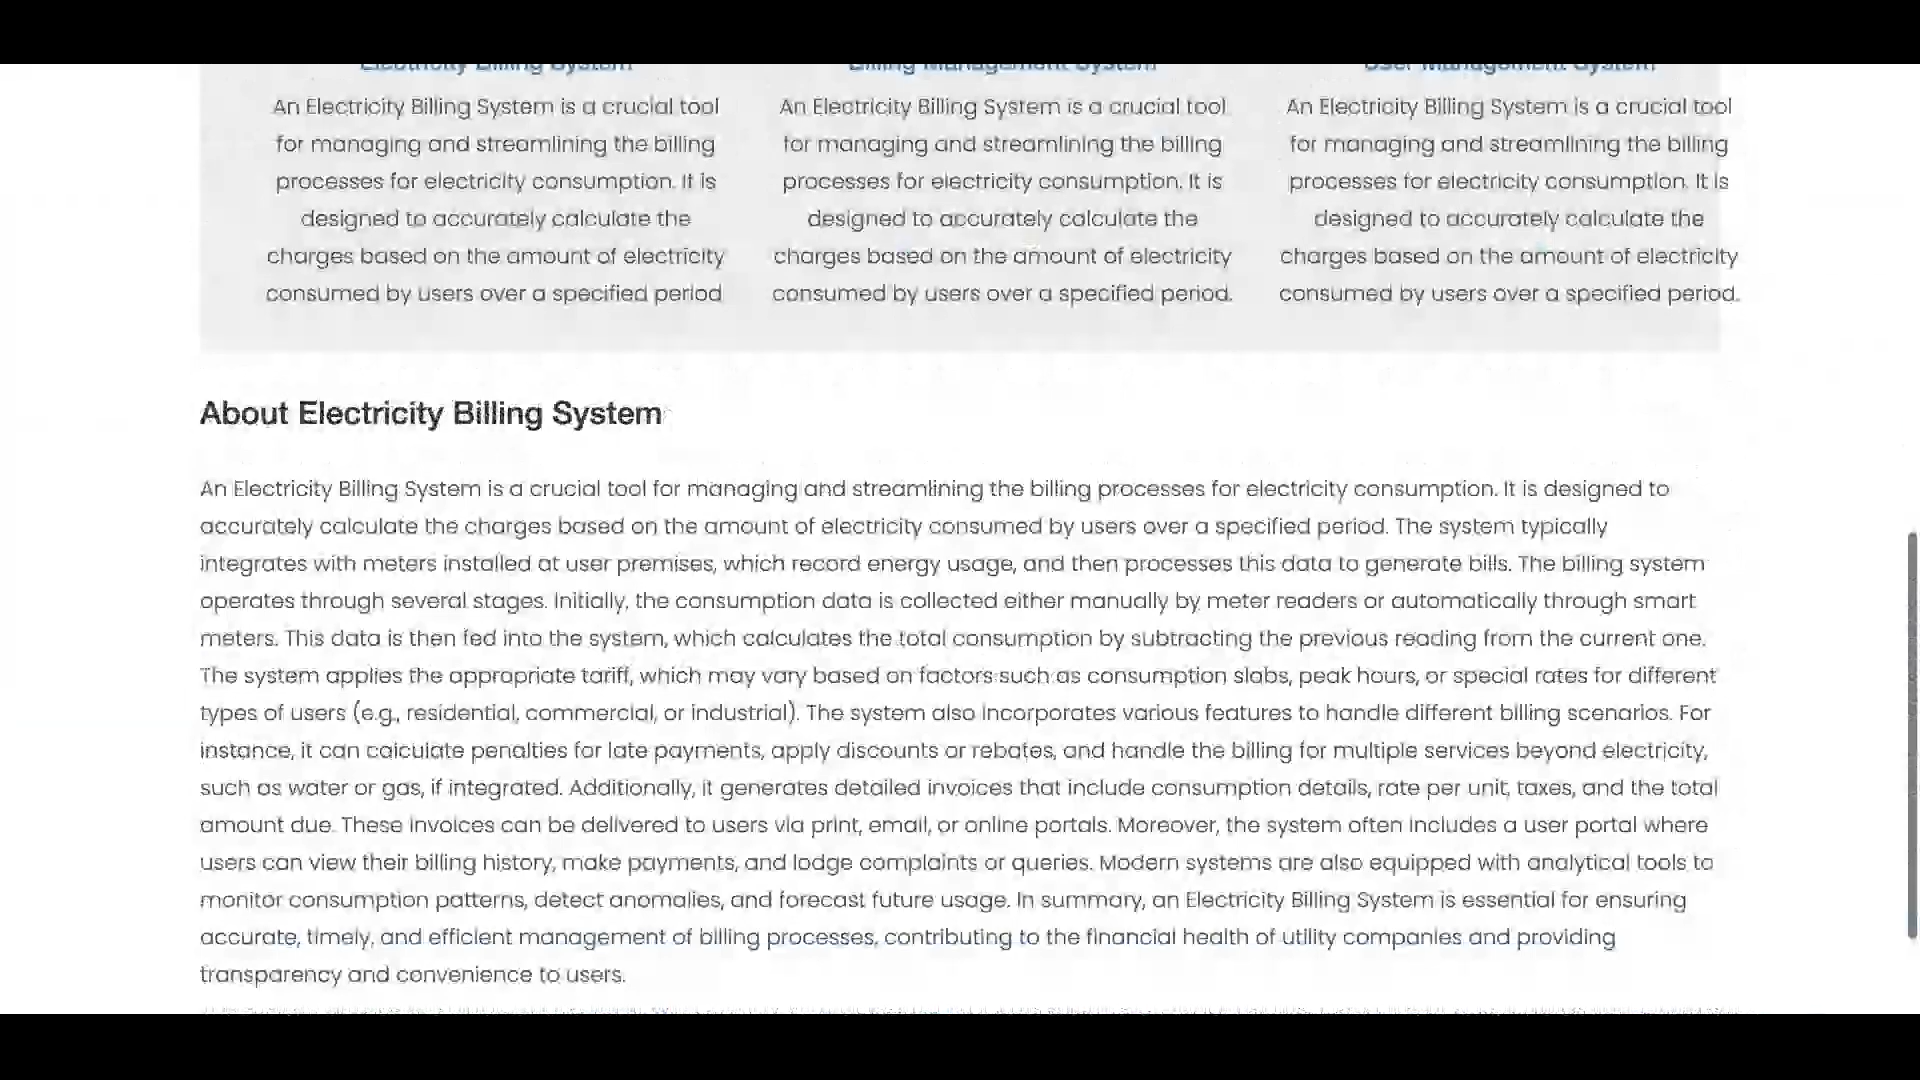 Electricity Billing System Billing Management System User Management System
An Electricity Billing System is a crucial tool
for managing and streamlining the billing
processes for electricity consumption. It is
designed to accurately calculate the
charges based on the amount of electricity
consumed by users over a specified period
An Electricity Billing System is a crucial tool
for managing and streamlining the billing
processes for electricity consumption. It is
designed to accurately calculate the
charges based on the amount of electricity
consumed by users over a specified period.
An Electricity Billing System is a crucial tool
for managing and streamlining the billing
processes for electricity consumption. It is
designed to accurately calculate the
charges based on the amount of electricity
consumed by users over a specified period.
About Electricity Billing System
An Electricity Billing System is a crucial tool for managing and streamlining the billing processes for electricity consumption. It is designed to
accurately calculate the charges based on the amount of electricity consumed by users over a specified period. The system typically
integrates with meters installed at user premises, which record energy usage, and then processes this data to generate bills. The billing system
operates through several stages. Initially, the consumption data is collected either manually by meter readers or automatically through smart
meters. This data is then fed into the system, which calculates the total consumption by subtracting the previous reading from the current one.
The system applies the appropriate tariff, which may vary based on factors such as consumption slabs, peak hours, or special rates for different
types of users (e.g., residential, commercial, or industrial). The system also incorporates various features to handle different billing scenarios. For
instance, it can calculate penalties for late payments, apply discounts or rebates, and handle the billing for multiple services beyond electricity,
such as water or gas, if integrated. Additionally, it generates detailed invoices that include consumption details, rate per unit, taxes, and the total
amount due. These invoices can be delivered to users via print, email, or online portals. Moreover, the system often includes a user portal where
users can view their billing history, make payments, and lodge complaints or queries. Modern systems are also equipped with analytical tools to
monitor consumption patterns, detect anomalies, and forecast future usage. In summary, an Electricity Billing System is essential for ensuring
accurate, timely, and efficient management of billing processes, contributing to the financial health of utility companies and providing
transparency and convenience to users.